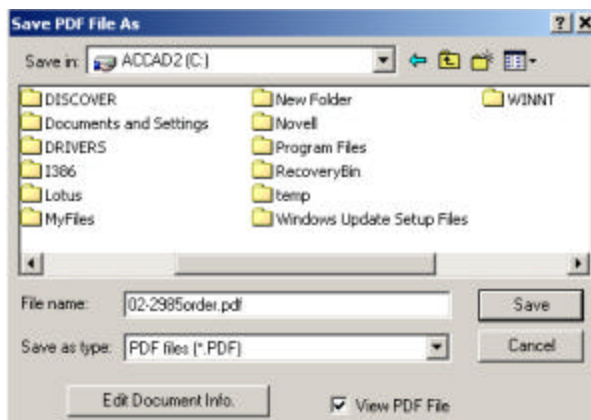 Save PDF File As
Save in: ACCAD2 (C:)
DISCOVER New Folder WINNT
Documents and Settings Novell
DRIVERS Program Files
I386 RecoveryBin
Lotus temp
MyFiles Windows Update Setup Files
File name: 02-2985order.pdf Save
Save as type: PDF files (*.PDF) Cancel
Edit Document Info. View PDF File